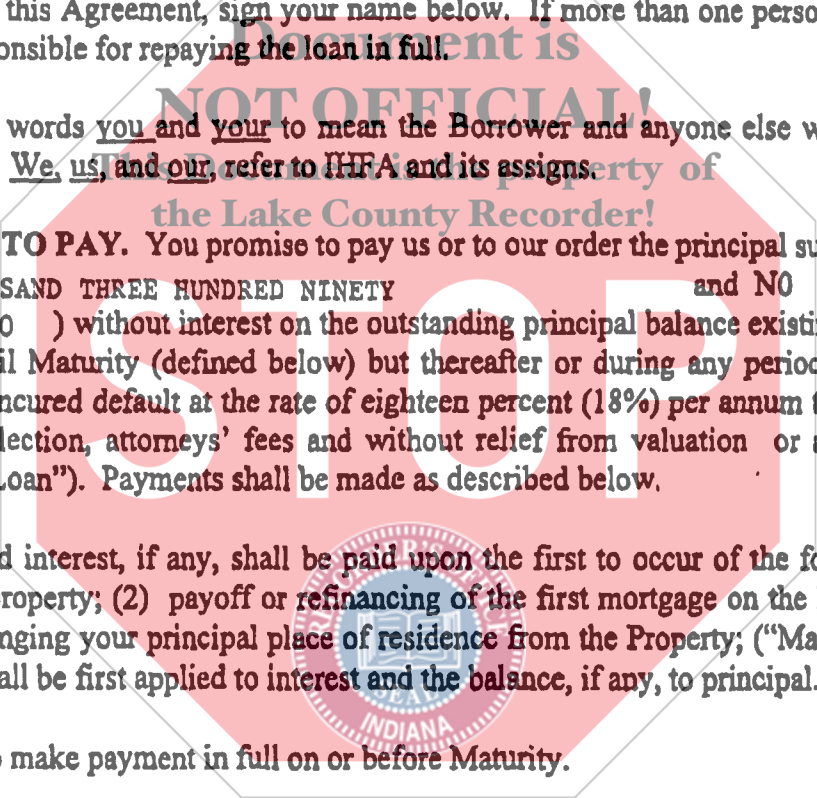 this Agreement, sign your name below. If more than one perso
onsible for repaying the loan in full.
Document is
NOT OFFICIAL!
This Document is the property of
the Lake County Recorder!
words you and your to mean the Borrower and anyone else w
We, us, and our, refer to IHFA and its assigns.
TO PAY. You promise to pay us or to our order the principal su
SAND THREE HUNDRED NINETY and NO
0 ) without interest on the outstanding principal balance existi
il Maturity (defined below) but thereafter or during any period
ncured default at the rate of eighteen percent (18%) per annum t
lection, attorneys' fees and without relief from valuation or a
Loan"). Payments shall be made as described below.
STOP
d interest, if any, shall be paid upon the first to occur of the fo
roperty; (2) payoff or refinancing of the first mortgage on the
nging your principal place of residence from the Property; ("Ma
all be first applied to interest and the balance, if any, to principal.
SEAL
INDIANA
o make payment in full on or before Maturity.